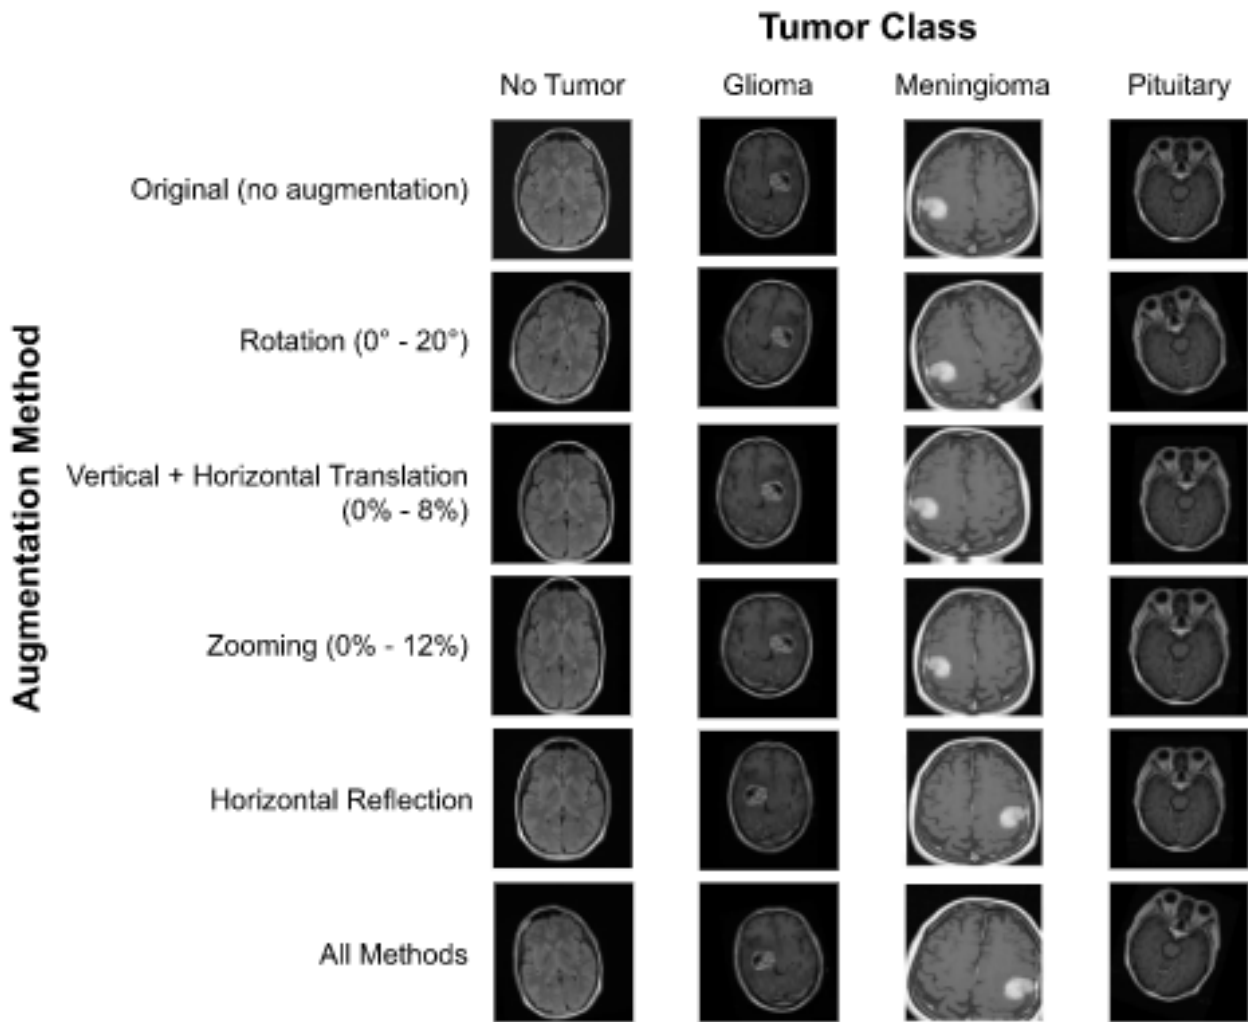 Tumor Class
No Tumor
Glioma
Meningioma
Pituitary
Augmentation Method
Original (no augmentation)
Rotation (0° - 20°)
Vertical + Horizontal Translation
(0% - 8%)
Zooming (0% - 12%)
Horizontal Reflection
All Methods